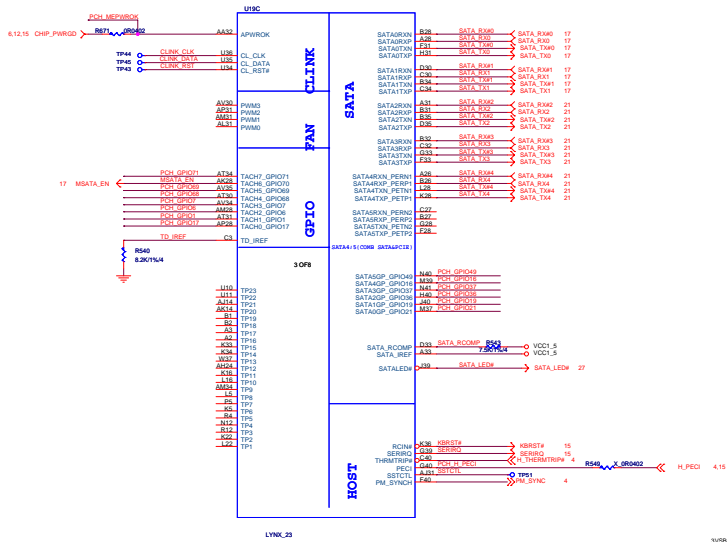 U19C
PCH_MEPWROK
6,12,15 CHIP_PWRGD R671 0R0402 AA32 APWROK
TP44 CLINK_CLK U36 CL_CLK
TP45 CLINK_DATA U35 CL_DATA
TP43 CLINK_RST U34 CL_RST#
CLINK
AV30 PWM3
AP31 PWM2
AM31 PWM1
AL31 PWM0
FAN
PCH_GPIO71 AT34 TACH7_GPIO71
17 MSATA_EN MSATA_EN AK28 TACH6_GPIO70
PCH_GPIO69 AV35 TACH5_GPIO69
PCH_GPIO68 AT30 TACH4_GPIO68
PCH_GPIO7 AV34 TACH3_GPIO7
PCH_GPIO6 AM28 TACH2_GPIO6
PCH_GPIO1 AT31 TACH1_GPIO1
PCH_GPIO17 AP28 TACH0_GPIO17
GPIO
TD_IREF C3 TD_IREF
R540
8.2K/1%/4
3 OF8
U10 TP23
U11 TP22
AJ14 TP21
AK14 TP20
B1 TP19
B2 TP18
A3 TP17
A2 TP16
K33 TP15
K34 TP14
W37 TP13
AH24 TP12
K16 TP11
L16 TP10
AM34 TP9
L5 TP8
P5 TP7
K5 TP6
R4 TP5
N12 TP4
R12 TP3
K22 TP2
L22 TP1
SATA
SATA0RXN B28 SATA_RX#0 SATA_RX#0 17
SATA0RXP A28 SATA_RX0 SATA_RX0 17
SATA0TXN F31 SATA_TX#0 SATA_TX#0 17
SATA0TXP H31 SATA_TX0 SATA_TX0 17
SATA1RXN D30 SATA_RX#1 SATA_RX#1 17
SATA1RXP C30 SATA_RX1 SATA_RX1 17
SATA1TXN B34 SATA_TX#1 SATA_TX#1 17
SATA1TXP C34 SATA_TX1 SATA_TX1 17
SATA2RXN A31 SATA_RX#2 SATA_RX#2 21
SATA2RXP B31 SATA_RX2 SATA_RX2 21
SATA2TXN B35 SATA_TX#2 SATA_TX#2 21
SATA2TXP D35 SATA_TX2 SATA_TX2 21
SATA3RXN B32 SATA_RX#3 SATA_RX#3 21
SATA3RXP C32 SATA_RX3 SATA_RX3 21
SATA3TXN G33 SATA_TX#3 SATA_TX#3 21
SATA3TXP F33 SATA_TX3 SATA_TX3 21
SATA4RXN_PERN1 A26 SATA_RX#4 SATA_RX#4 21
SATA4RXP_PERP1 B26 SATA_RX4 SATA_RX4 21
SATA4TXN_PETN1 L28 SATA_TX#4 SATA_TX#4 21
SATA4TXP_PETP1 K28 SATA_TX4 SATA_TX4 21
SATA5RXN_PERN2 C27
SATA5RXP_PERP2 B27
SATA5TXN_PETN2 G28
SATA5TXP_PETP2 F28
SATA4/5(COMB SATA&PCIE)
SATA5GP_GPIO49 N40 PCH_GPIO49
SATA4GP_GPIO16 M39 PCH_GPIO16
SATA3GP_GPIO37 N41 PCH_GPIO37
SATA2GP_GPIO36 H40 PCH_GPIO36
SATA1GP_GPIO19 J40 PCH_GPIO19
SATA0GP_GPIO21 M37 PCH_GPIO21
SATA_RCOMP D33 SATA_RCOMP R543 VCC1_5
SATA_IREF A33 7.5K/1%/4 VCC1_5
SATALED# J39 SATA_LED# SATA_LED# 27
HOST
RCIN# K36 KBRST# KBRST# 15
SERIRQ G39 SERIRQ SERIRQ 15
THRMTRIP# C40 H_THERMTRIP# 4
PECI G40 PCH_H_PECI R549 X_0R0402 H_PECI 4,15
SSTCTL AJ31 SSTCTL TP51
PM_SYNCH F40 PM_SYNC 4
LYNX_23
3VSB